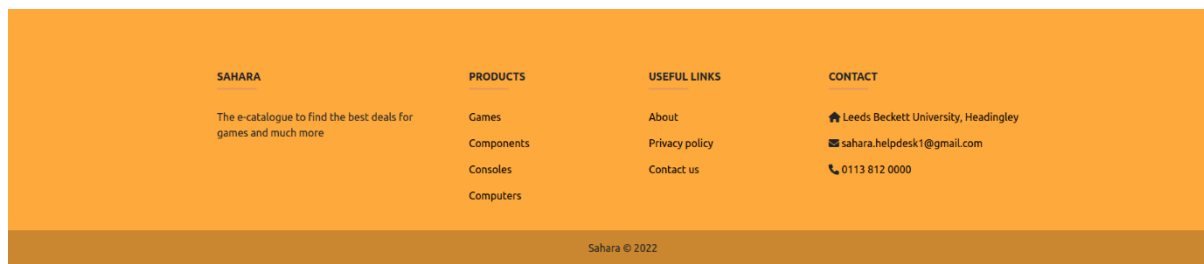 SAHARA
The e-catalogue to find the best deals for
games and much more
PRODUCTS
Games
Components
Consoles
Computers
USEFUL LINKS
About
Privacy policy
Contact us
CONTACT
Leeds Beckett University, Headingley
sahara.helpdesk1@gmail.com
0113 812 0000
Sahara © 2022